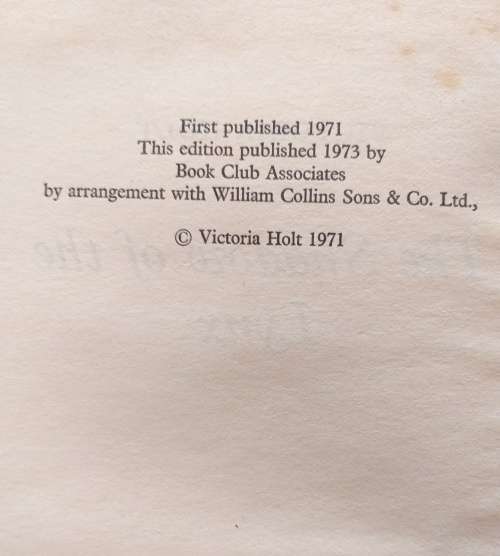 First published 1971
This edition published 1973 by
Book Club Associates
by arrangement with William Collins Sons & Co. Ltd.,
© Victoria Holt 1971